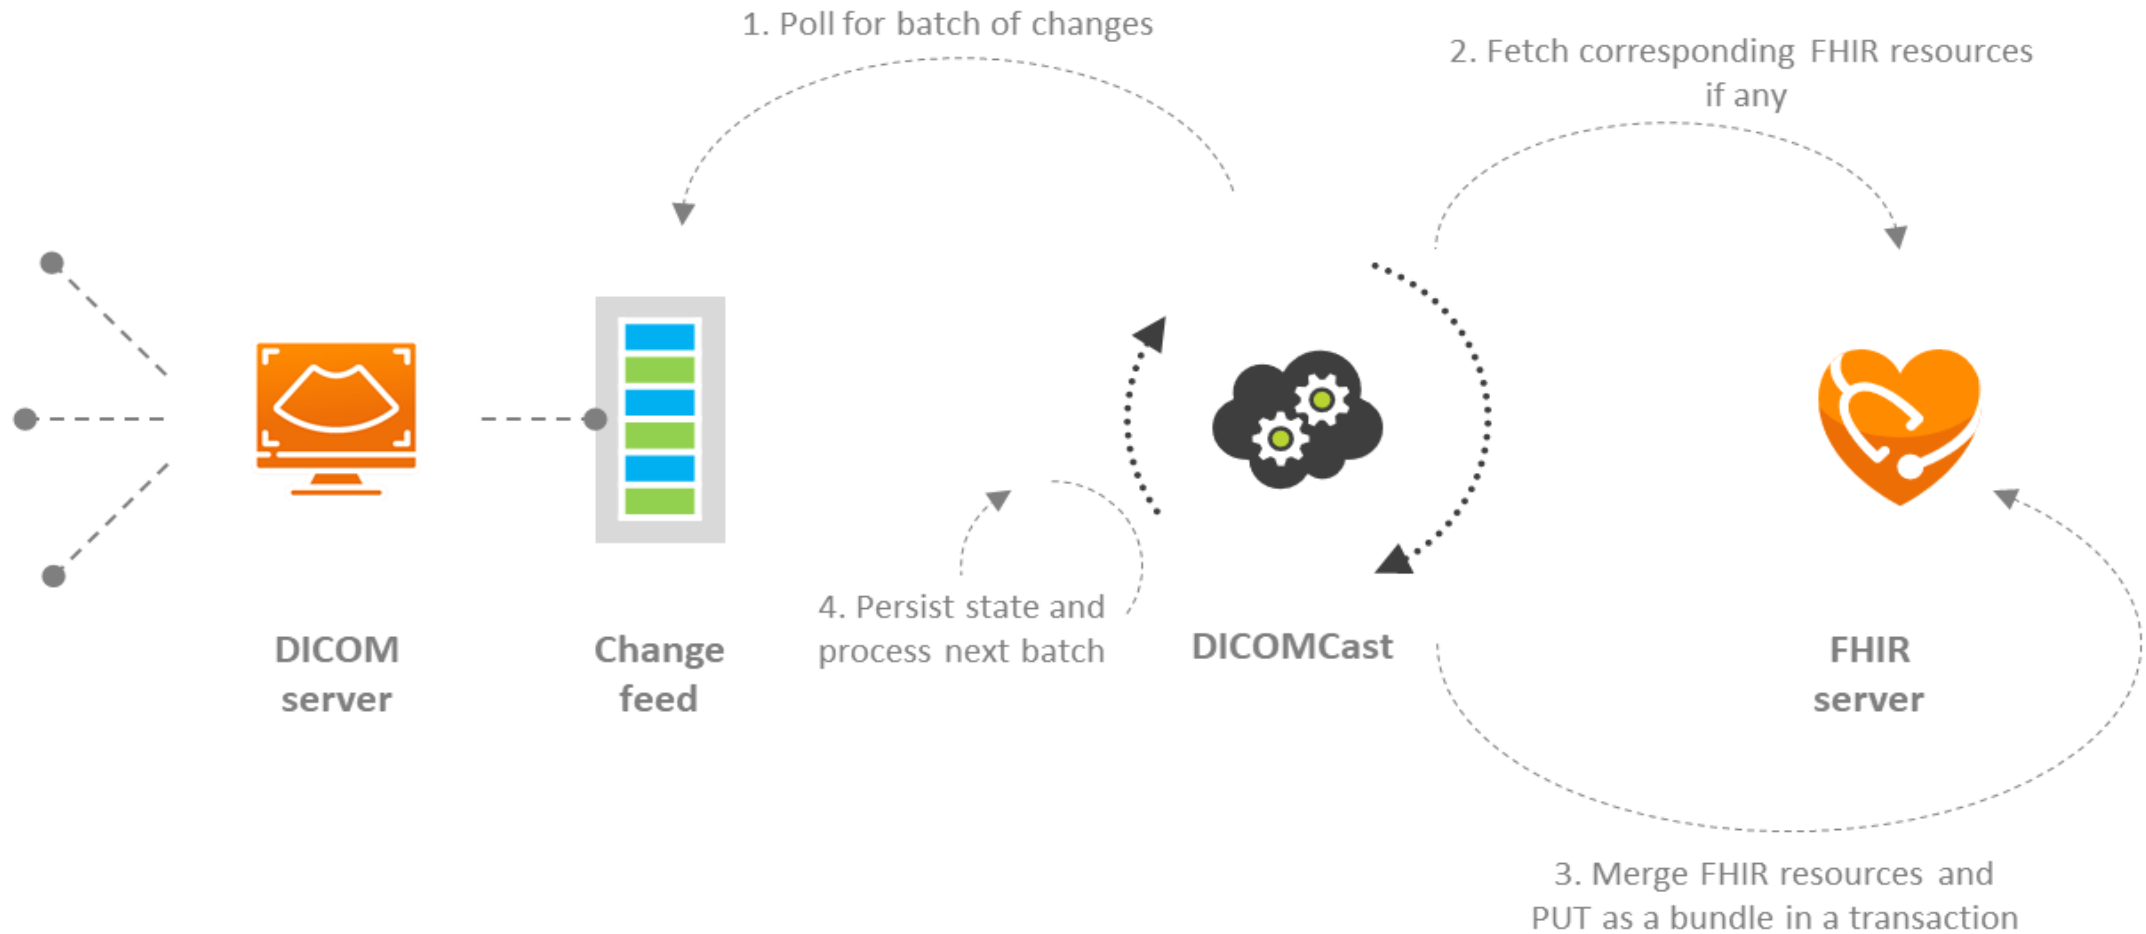 1. Poll for batch of changes
2. Fetch corresponding FHIR resources
if any
4. Persist state and
process next batch
DICOM
server
Change
feed
DICOMCast
FHIR
server
3. Merge FHIR resources and
PUT as a bundle in a transaction